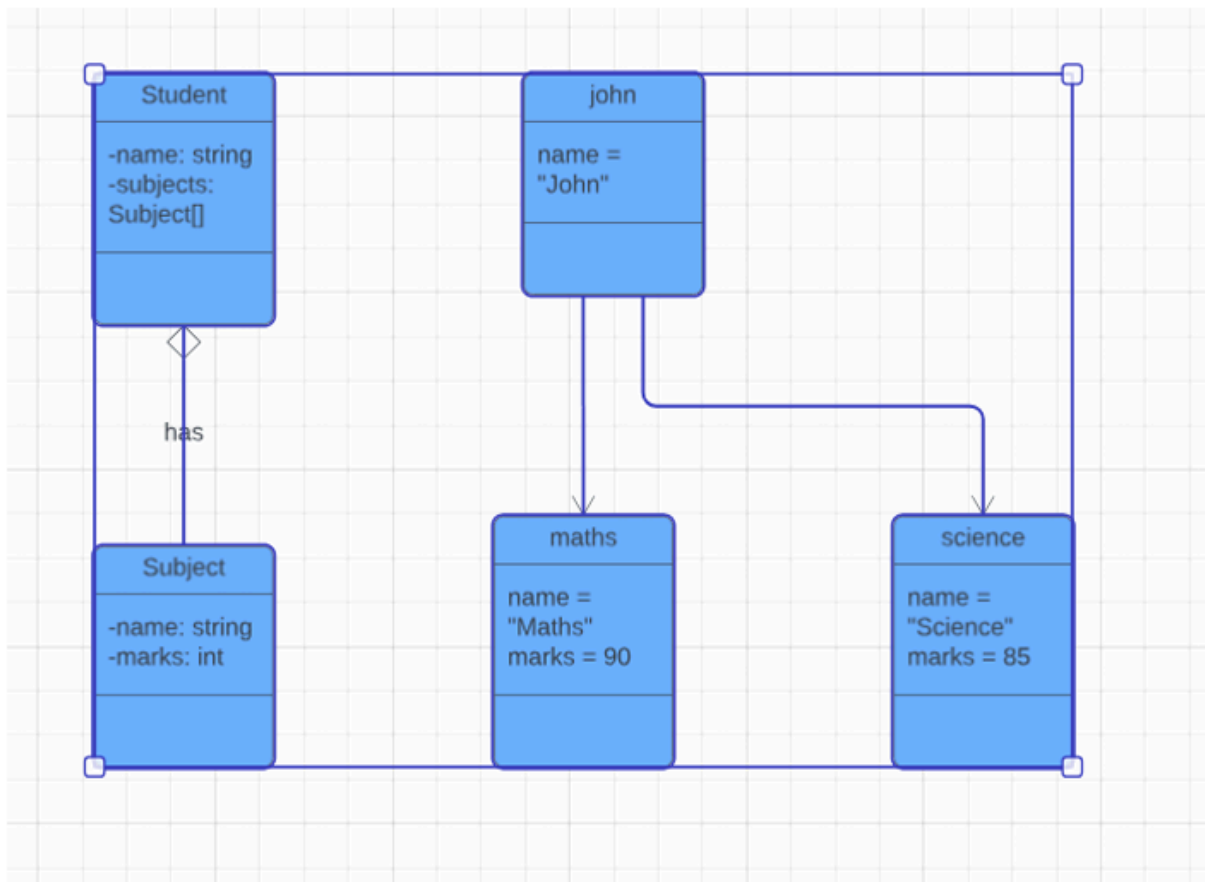 Student
-name: string
-subjects:
Subject[]
john
name =
"John"
has
Subject
-name: string
-marks: int
maths
name =
"Maths"
marks = 90
science
name =
"Science"
marks = 85